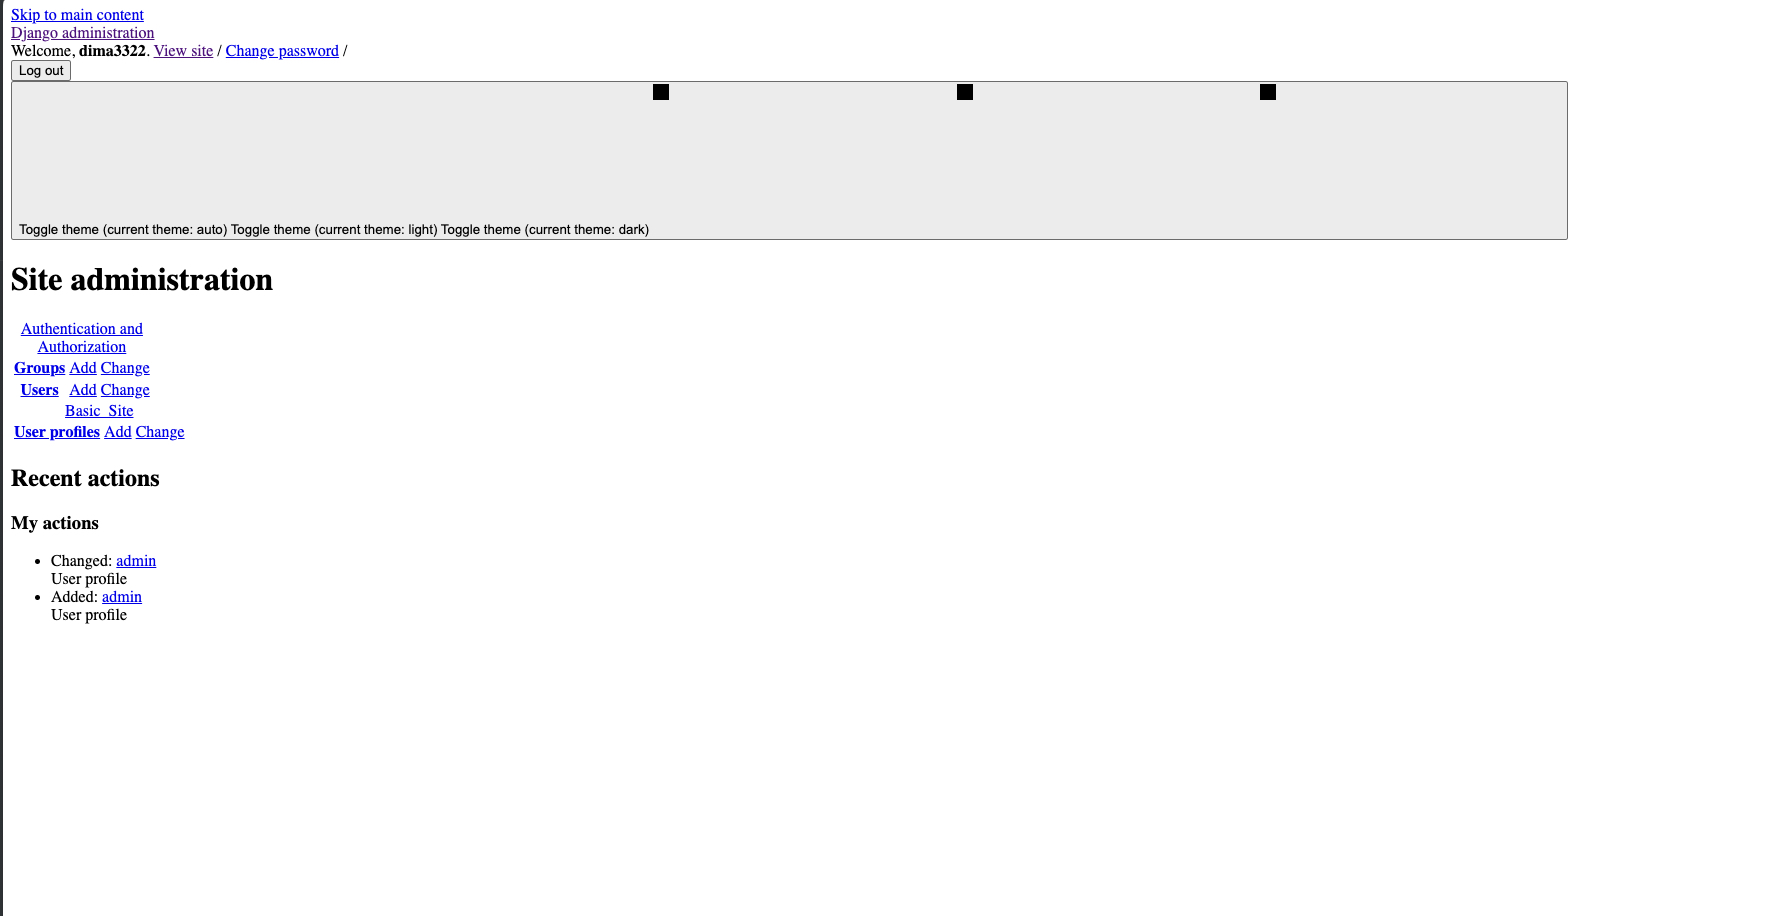 Skip to main content
Django administration
Welcome, dima3322. View site / Change password /
Log out
Toggle theme (current theme: auto) Toggle theme (current theme: light) Toggle theme (current theme: dark)
Site administration
Authentication and
Authorization
Groups Add Change
Users Add Change
Basic_Site
User profiles Add Change
Recent actions
My actions
Changed: admin
User profile
Added: admin
User profile